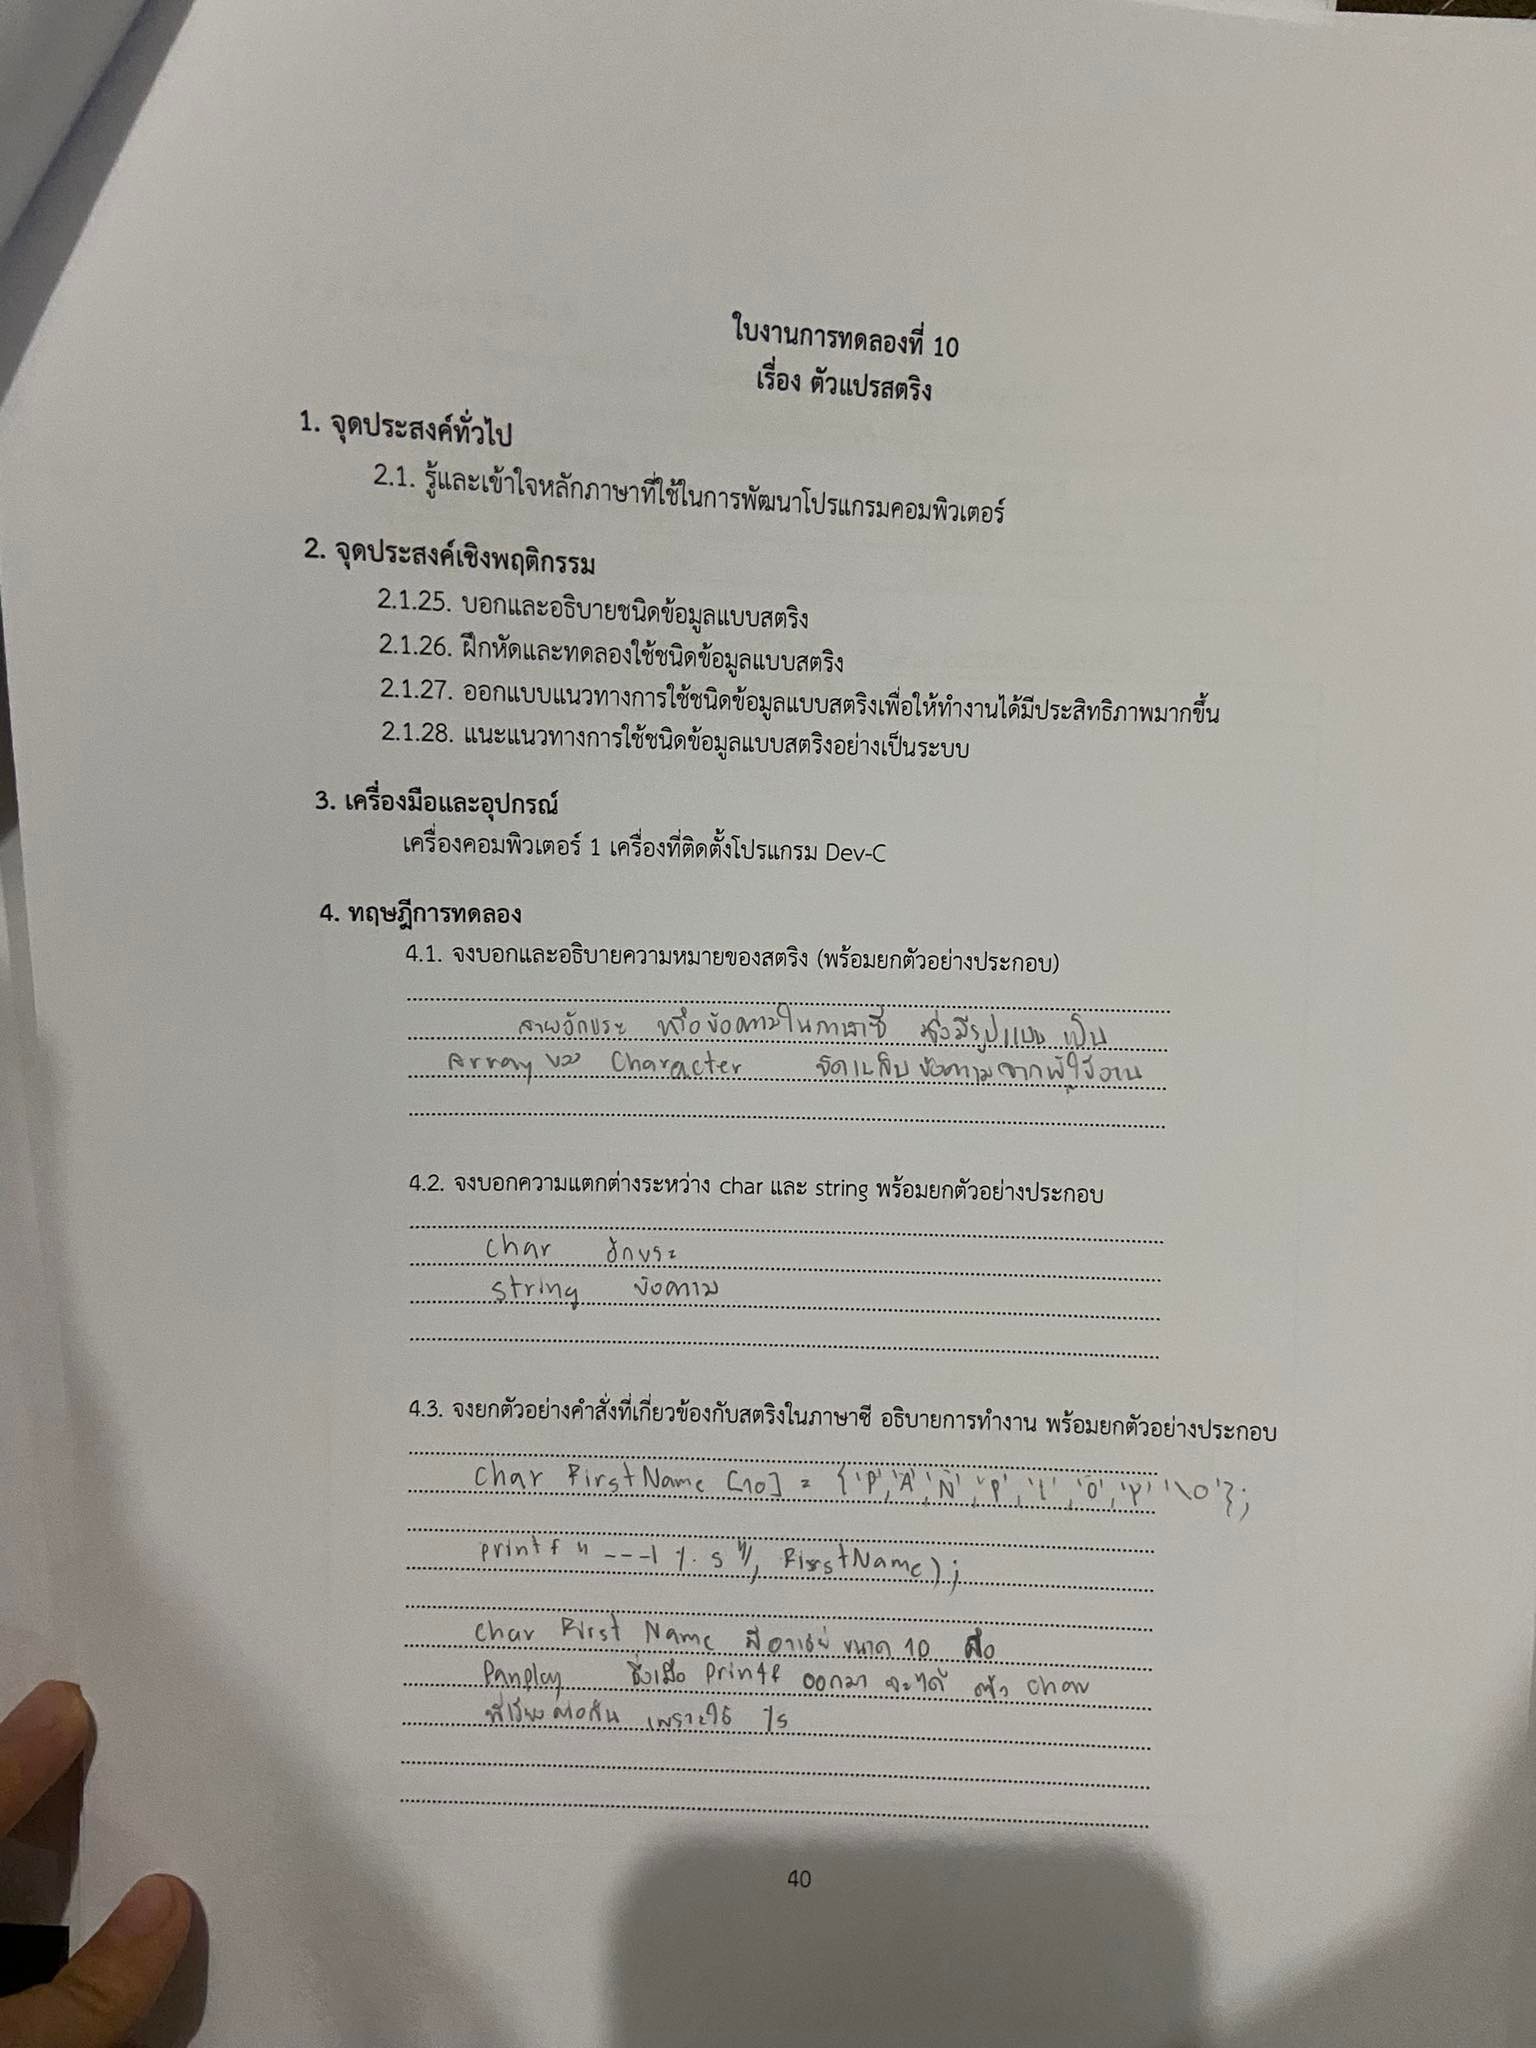 ใบงานการทดลองที่ 10
เรื่อง ตัวแปรสตริง
1. จุดประสงค์ทั่วไป
2.1. รู้และเข้าใจหลักภาษาที่ใช้ในการพัฒนาโปรแกรมคอมพิวเตอร์
2. จุดประสงค์เชิงพฤติกรรม
2.1.25. บอกและอธิบายชนิดข้อมูลแบบสตริง
2.1.26. ฝึกหัดและทดลองใช้ชนิดข้อมูลแบบสตริง
2.1.27. ออกแบบแนวทางการใช้ชนิดข้อมูลแบบสตริงเพื่อให้ทำงานได้มีประสิทธิภาพมากขึ้น
2.1.28. แนะแนวทางการใช้ชนิดข้อมูลแบบสตริงอย่างเป็นระบบ
3. เครื่องมือและอุปกรณ์
เครื่องคอมพิวเตอร์ 1 เครื่องที่ติดตั้งโปรแกรม Dev-C
4. ทฤษฎีการทดลอง
4.1. จงบอกและอธิบายความหมายของสตริง (พร้อมยกตัวอย่างประกอบ)
สายอักขระ หรือข้อความในภาษาซี ซึ่งมีรูปแบบ เป็น
Array ของ Character จัดเก็บข้อความจากผู้ใช้งาน
4.2. จงบอกความแตกต่างระหว่าง char และ string พร้อมยกตัวอย่างประกอบ
char อักขระ
string ข้อความ
4.3. จงยกตัวอย่างคำสั่งที่เกี่ยวข้องกับสตริงในภาษาซี อธิบายการทำงาน พร้อมยกตัวอย่างประกอบ
Char FirstName [10] = {'P','A','N','P','L','O','Y' '\0'};
printf " %s", FirstName);
char First Name มีอาเรย์ ขนาด 10 คือ
Panploy ซึ่งเมื่อ printf ออกมา จะได้ ตัว char
ที่เรียงต่อกัน เพราะใช้ %s
40